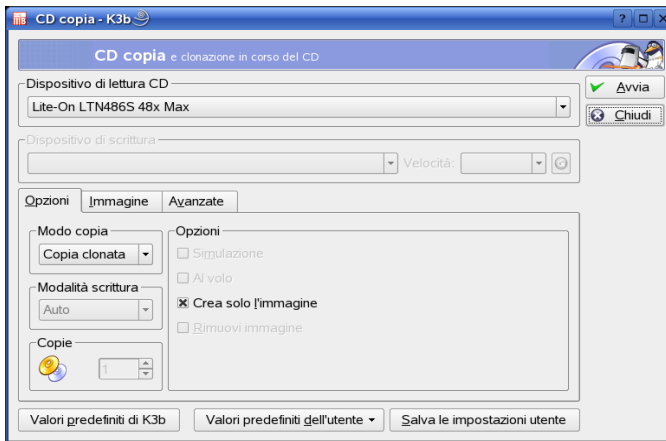 CD copia - K3b
CD copia e clonazione in corso del CD
Dispositivo di lettura CD
Lite-On LTN486S 48x Max
Avvia
Chiudi
Dispositivo di scrittura
Velocità:
Opzioni Immagine Avanzate
Modo copia
Copia clonata
Modalità scrittura
Auto
Copie
1
Opzioni
Simulazione
Al volo
Crea solo l'immagine
Rimuovi immagine
Valori predefiniti di K3b Valori predefiniti dell'utente Salva le impostazioni utente